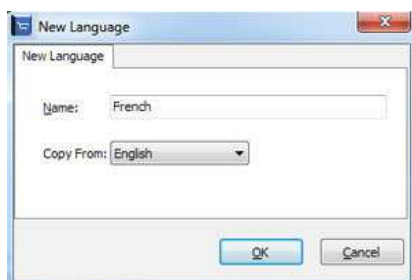 New Language
New Language
Name: French
Copy From: English
OK Cancel